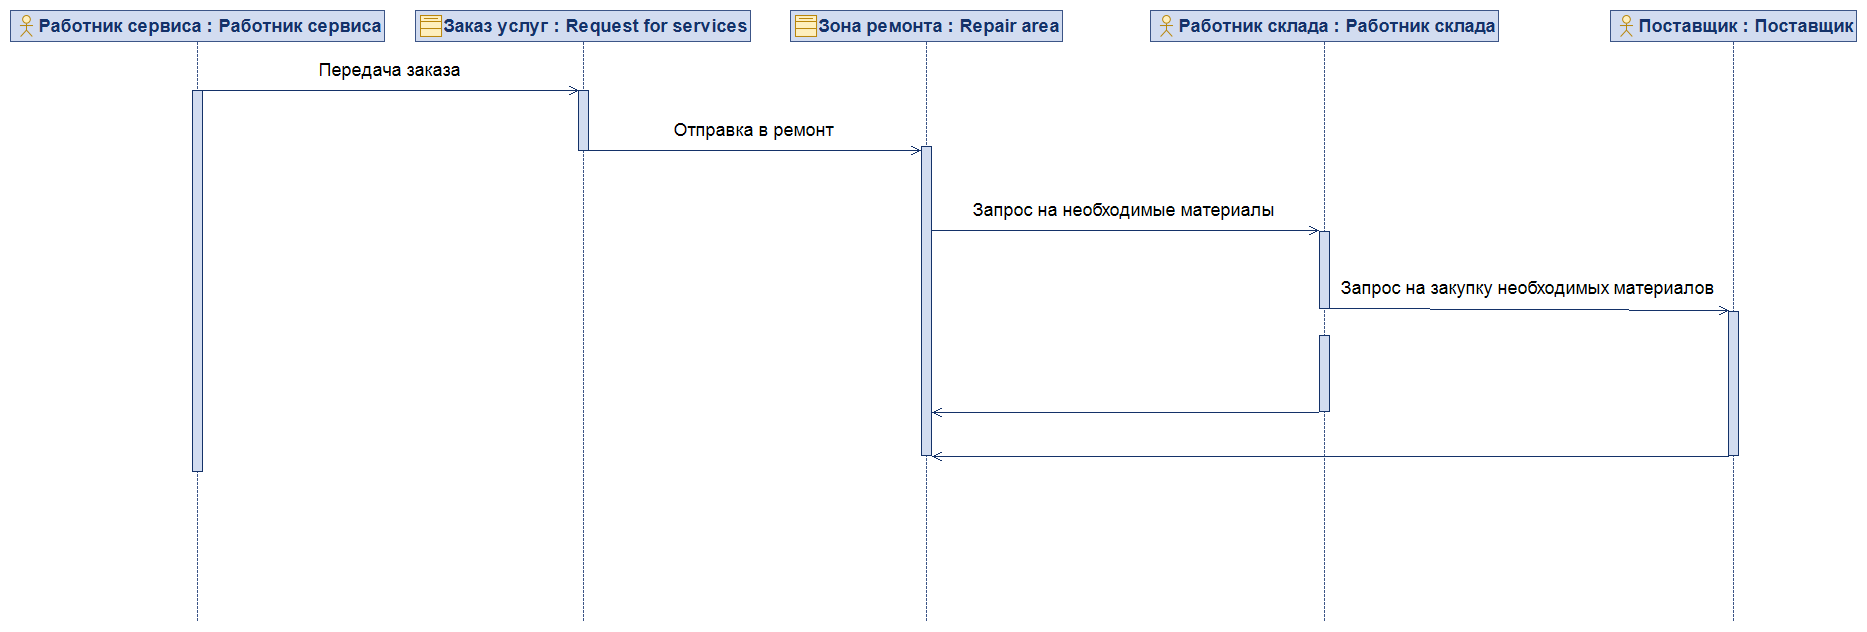 Работник сервиса : Работник сервиса
Заказ услуг : Request for services
Зона ремонта : Repair area
Работник склада : Работник склада
Поставщик : Поставщик
Передача заказа
Отправка в ремонт
Запрос на необходимые материалы
Запрос на закупку необходимых материалов